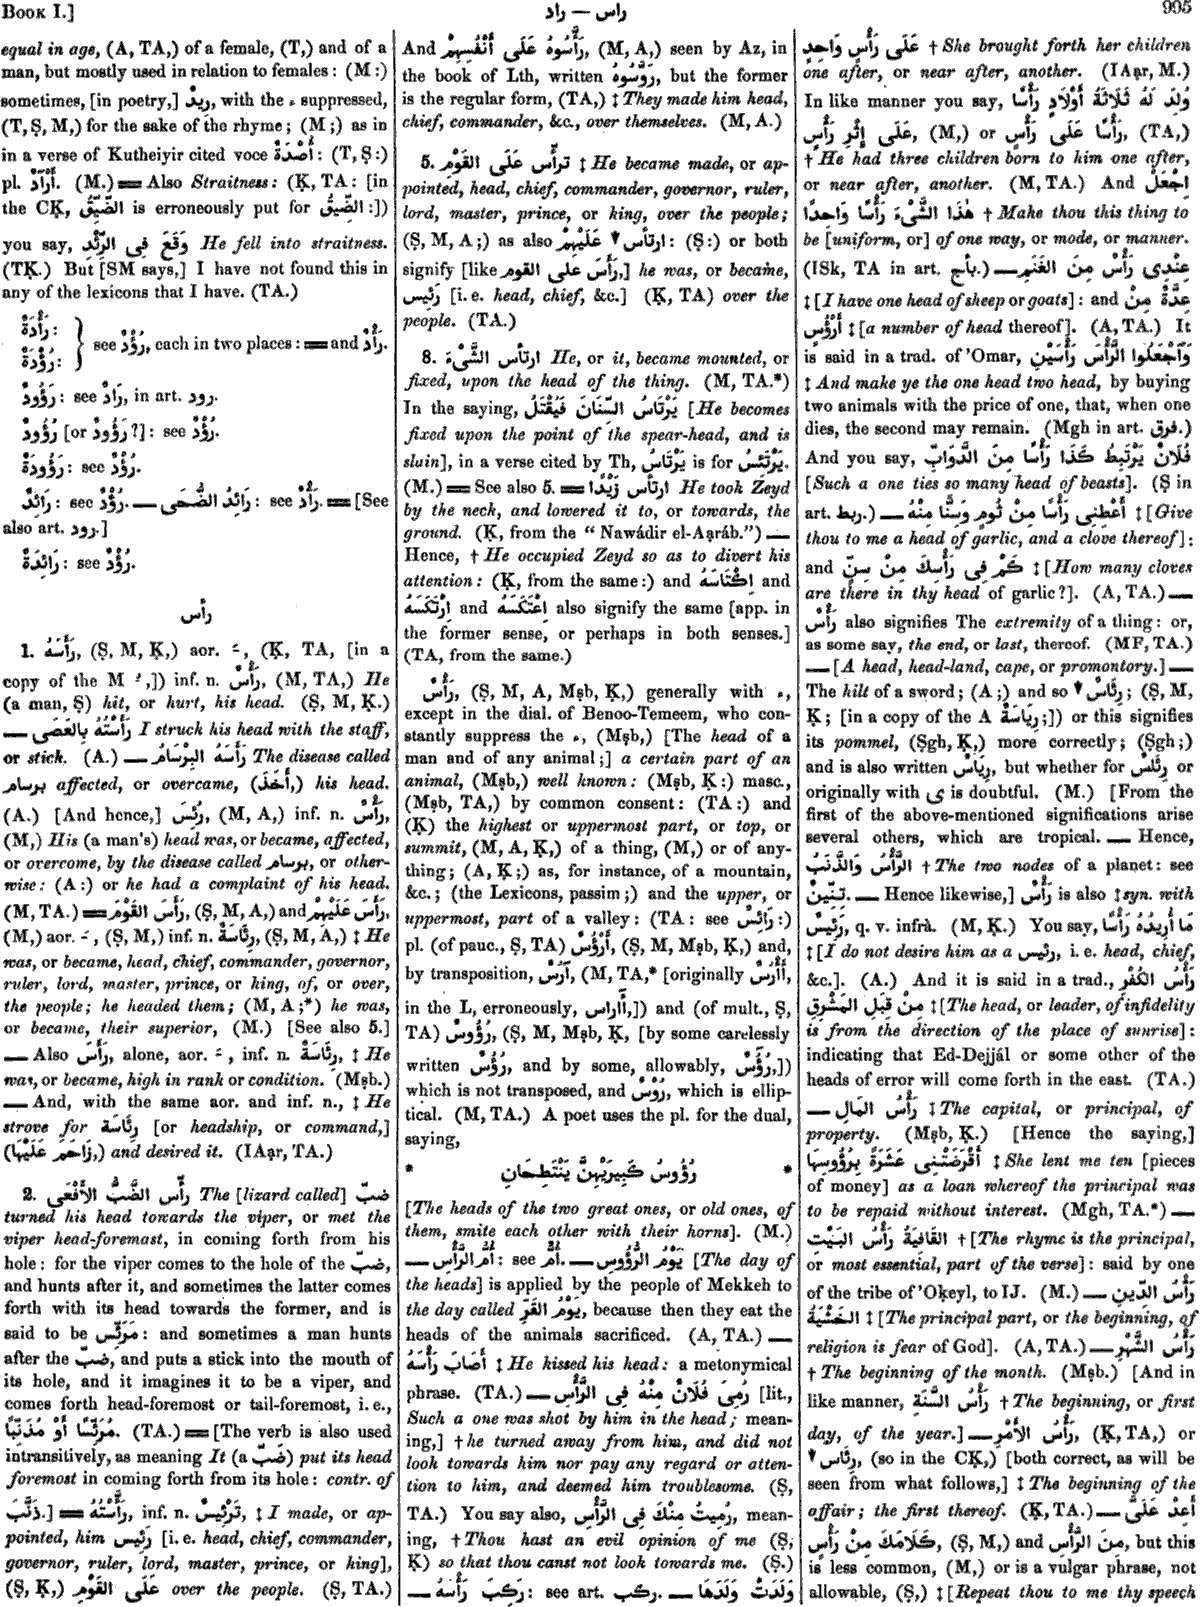 BOOK I.]
راس — راد
995
equal in age, (A, TA,) of a female, (T,) and of a
man, but mostly used in relation to females : (M :)
sometimes, [in poetry,] رِيدٌ, with the ء suppressed,
(T, Ṣ, M,) for the sake of the rhyme ; (M ;) as in
in a verse of Kutheiyir cited voce أُصْدَةٌ : (T, Ṣ :)
pl. أَرْآدٌ. (M.) ══ Also Straitness : (Ḳ, TA : [in
the CḲ, الضَّيِّقُ is erroneously put for الضِّيقُ :])
you say, وَقَعَ فِى الرِّئْدِ He fell into straitness.
(TḲ.) But [SM says,] I have not found this in
any of the lexicons that I have. (TA.)
رَأْدَةٌ :
رُؤْدَةٌ :
see رُؤْدٌ, each in two places : ══ and رَأْدٌ.
رَؤُودٌ : see رَادٌ, in art. رود.
رُؤُودٌ [or رَؤُودٌ ?] : see رُؤْدٌ.
رَؤُودَةٌ : see رُؤْدٌ.
رَائِدٌ : see رُؤْدٌ. — رَائِدُ الضُّحَى : see رَأْدٌ. ══ [See
also art. رود.]
رَائِدَةٌ : see رُؤْدٌ.
رأس
1. رَأَسَهُ, (Ṣ, M, Ḳ,) aor. ـَ , (Ḳ, TA, [in a
copy of the M ـُ ,]) inf. n. رَأْسٌ, (M, TA,) He
(a man, Ṣ) hit, or hurt, his head. (Ṣ, M, Ḳ.)
— رَأَسْتُهُ بِالعَصَى I struck his head with the staff,
or stick. (A.) — رَأَسَهُ البِرْسَامُ The disease called
برسام affected, or overcame, (أَخَذَ,) his head.
(A.) [And hence,] رُئِسَ, (M, A,) inf. n. رَأْسٌ,
(M,) His (a man's) head was, or became, affected,
or overcome, by the disease called برسام, or other-
wise : (A :) or he had a complaint of his head.
(M, TA.) ══ رَأَسَ القَوْمَ, (Ṣ, M, A,) and رَأَسَ عَلَيْهِمْ,
(M,) aor. ـَ , (Ṣ, M,) inf. n. رِئَاسَةٌ, (Ṣ, M, A,) ‡ He
was, or became, head, chief, commander, governor,
ruler, lord, master, prince, or king, of, or over,
the people ; he headed them ; (M, A ;*) he was,
or became, their superior, (M.) [See also 5.]
— Also رَأَسَ, alone, aor. ـَ , inf. n. رِئَاسَةٌ, ‡ He
was, or became, high in rank or condition. (Mṣb.)
— And, with the same aor. and inf. n., ‡ He
strove for رِئَاسَة [or headship, or command,]
(زَاحَمَ عَلَيْهَا,) and desired it. (IAạr, TA.)
2. رَأَّسَ الضَّبُّ الأَفْعَى The [lizard called] ضبّ
turned his head towards the viper, or met the
viper head-foremast, in coming forth from his
hole : for the viper comes to the hole of the ضبّ,
and hunts after it, and sometimes the latter comes
forth with its head towards the former, and is
said to be مُرَئِّس : and sometimes a man hunts
after the ضبّ, and puts a stick into the mouth of
its hole, and it imagines it to be a viper, and
comes forth head-foremost or tail-foremost, i. e.,
مُرَئِّسًا أَوْ مُذَنِّبًا. (TA.) ══ [The verb is also used
intransitively, as meaning It (a ضَبّ) put its head
foremost in coming forth from its hole : contr. of
ذَنَّبَ.] ══ رَأَّسْتُهُ, inf. n. تَرْئِيسٌ, ‡ I made, or ap-
pointed, him رَئِيس [i. e. head, chief, commander,
governor, ruler, lord, master, prince, or king],
(Ṣ, Ḳ,) عَلَى القَوْمِ over the people. (Ṣ, TA.)
And رَأَّسُوهُ عَلَى أَنْفُسِهِمْ, (M, A,) seen by Az, in
the book of Lth, written رَوَّسُوهُ, but the former
is the regular form, (TA,) ‡ They made him head,
chief, commander, &c., over themselves. (M, A.)
5. ترأّس عَلَى القَوْمِ ‡ He became made, or ap-
pointed, head, chief, commander, governor, ruler,
lord, master, prince, or king, over the people ;
(Ṣ, M, A ;) as also ارتأس ▾ عَلَيْهِمْ : (Ṣ :) or both
signify [like رَأَسَ على القوم,] he was, or became,
رَئِيس [i. e. head, chief, &c.] (Ḳ, TA) over the
people. (TA.)
8. ارتأس الشَّىْءَ He, or it, became mounted, or
fixed, upon the head of the thing. (M, TA.*)
In the saying, يَرْتَاسُ السِّنَانَ فَيُقْتَلُ [He becomes
fixed upon the point of the spear-head, and is
slain], in a verse cited by Th, يَرْتَاسُ is for يَرْتَئِسُ.
(M.) ══ See also 5. ══ ارتأس زَيْدًا He took Zeyd
by the neck, and lowered it to, or towards, the
ground. (Ḳ, from the “ Nawádir el-Aạráb.”) —
Hence, † He occupied Zeyd so as to divert his
attention : (Ḳ, from the same :) and اِكْتَاسَهُ and
اِرْتَكَسَهُ and اِعْتَكَسَهُ also signify the same [app. in
the former sense, or perhaps in both senses.]
(TA, from the same.)
رَأْسٌ, (Ṣ, M, A, Mṣb, Ḳ,) generally with ء,
except in the dial. of Benoo-Temeem, who con-
stantly suppress the ء, (Mṣb,) [The head of a
man and of any animal ;] a certain part of an
animal, (Mṣb,) well known : (Mṣb, Ḳ :) masc.,
(Mṣb, TA,) by common consent : (TA :) and
(Ḳ) the highest or uppermost part, or top, or
summit, (M, A, Ḳ,) of a thing, (M,) or of any-
thing ; (A, Ḳ ;) as, for instance, of a mountain,
&c. ; (the Lexicons, passim ;) and the upper, or
uppermost, part of a valley : (TA : see رَائِسٌ :)
pl. (of pauc., Ṣ, TA) أَرْؤُسٌ, (Ṣ, M, Mṣb, Ḳ,) and,
by transposition, آرُسٌ, (M, TA,* [originally أَأْرُسٌ,
in the L, erroneously, أَاراس,]) and (of mult., Ṣ,
TA) رُؤُوسٌ, (Ṣ, M, Mṣb, Ḳ, [by some carelessly
written رُؤُسٌ, and by some, allowably, رُءُوسٌ,])
which is not transposed, and رُوْسٌ, which is ellip-
tical. (M, TA.) A poet uses the pl. for the dual,
saying,
* رُؤُوسُ كَبِيرَيْهِنَّ يَنْتَطِحَانِ *
[The heads of the two great ones, or old ones, of
them, smite each other with their horns]. (M.)
— أُمُّ الرَّأْسِ : see أُمٌّ. — يَوْمُ الرُّؤُوسِ [The day of
the heads] is applied by the people of Mekkeh to
the day called يَوْمُ القَرِّ, because then they eat the
heads of the animals sacrificed. (A, TA.) —
أَصَابَ رَأْسَهُ ‡ He kissed his head : a metonymical
phrase. (TA.) — رُمِىَ فُلَانٌ مِنْهُ فِى الرَّأْسِ [lit.,
Such a one was shot by him in the head ; mean-
ing,] † he turned away from him, and did not
look towards him nor pay any regard or atten-
tion to him, and deemed him troublesome. (Ṣ,
TA.) You say also, رُمِيتُ مِنْكَ فِى الرَّأْسِ, mean-
ing, † Thou hast an evil opinion of me (Ṣ,
Ḳ) so that thou canst not look towards me. (Ṣ.)
— رَكِبَ رَأْسَهُ : see art. ركب. — وَلَدَتْ وَلَدَهَا
عَلَى رَأْسٍ وَاحِدٍ † She brought forth her children
one after, or near after, another. (IAạr, M.)
In like manner you say, وُلِدَ لَهُ ثَلَاثَةُ أَوْلَادٍ رَأْسًا
عَلَى إِثْرِ رَأْسٍ, (M,) or رَأْسًا عَلَى رَأْسٍ, (TA,)
† He had three children born to him one after,
or near after, another. (M, TA.) And اِجْعَلْ
هٰذَا الشَّىْءَ رَأْسًا وَاحِدًا † Make thou this thing to
be [uniform, or] of one way, or mode, or manner.
(ISk, TA in art. بأج.) — عِنْدِى رَأْسٌ مِنَ الغَنَمِ
‡ [I have one head of sheep or goats] : and عِدَّةٌ مِنْ
أَرْؤُسٍ ‡ [a number of head thereof]. (A, TA.) It
is said in a trad. of 'Omar, وَٱجْعَلُوا الرَّأْسَ رَأْسَيْنِ
‡ And make ye the one head two head, by buying
two animals with the price of one, that, when one
dies, the second may remain. (Mgh in art. فرق.)
And you say, فُلَانٌ يَرْتَبِطُ كَذَا رَأْسًا مِنَ الدَّوَابِّ
[Such a one ties so many head of beasts]. (Ṣ in
art. ربط.) — أَعْطِنِى رَأْسًا مِنْ ثُومٍ وَسِنًّا مِنْهُ ‡ [Give
thou to me a head of garlic, and a clove thereof] :
and كَمْ فِى رَأْسِكَ مِنْ سِنٍّ ‡ [How many cloves
are there in thy head of garlic ?]. (A, TA.) —
رَأْسٌ also signifies The extremity of a thing : or,
as some say, the end, or last, thereof. (MF, TA.)
— [A head, head-land, cape, or promontory.] —
The hilt of a sword ; (A ;) and so ▾ رِئَاسٌ ; (Ṣ, M,
Ḳ ; [in a copy of the A رِيَاسَةٌ ;]) or this signifies
its pommel, (Ṣgh, Ḳ,) more correctly ; (Ṣgh ;)
and is also written رِيَاسٌ, but whether for رِئَاسٌ or
originally with ى is doubtful. (M.) [From the
first of the above-mentioned significations arise
several others, which are tropical. — Hence,
الرَّأْسُ وَالذَّنَبُ † The two nodes of a planet : see
تِنِّينٌ. — Hence likewise,] رَأْسٌ is also ‡ syn. with
رَئِيسٌ, q. v. infrà. (M, Ḳ.) You say, مَا أُرِيدُهُ رَأْسًا
‡ [I do not desire him as a رئيس, i. e. head, chief,
&c.]. (A.) And it is said in a trad., رَأْسُ الكُفْرِ
مِنْ قِبَلِ المَشْرِقِ ‡ [The head, or leader, of infidelity
is from the direction of the place of sunrise] :
indicating that Ed-Dejjál or some other of the
heads of error will come forth in the east. (TA.)
— رَأْسُ المَالِ ‡ The capital, or principal, of
property. (Mṣb, Ḳ.) [Hence the saying,]
أَقْرَضَتْنِى عَشَرَةً بِرُؤُوسِهَا ‡ She lent me ten [pieces
of money] as a loan whereof the principal was
to be repaid without interest. (Mgh, TA.*) —
القَافِيَةُ رَأْسُ البَيْتِ † [The rhyme is the principal,
or most essential, part of the verse] : said by one
of the tribe of 'Oḳeyl, to IJ. (M.) — رَأْسُ الدِّينِ
الخَشْيَةُ ‡ [The principal part, or the beginning, of
religion is fear of God]. (A, TA.) — رَأْسُ الشَّهْرِ
† The beginning of the month. (Mṣb.) [And in
like manner, رَأْسُ السَّنَةِ † The beginning, or first
day, of the year.] — رَأْسُ الأَمْرِ, (Ḳ, TA,) or
▾ رِئَاس, (so in the CḲ,) [both correct, as will be
seen from what follows,] ‡ The beginning of the
affair ; the first thereof. (Ḳ, TA.) — أَعِدْ عَلَىَّ
كَلَامَكَ مِنْ رَأْسٍ, (Ṣ, M,) and مِنَ الرَّأْسِ, but this
is less common, (M,) or is a vulgar phrase, not
allowable, (Ṣ,) ‡ [Repeat thou to me thy speech